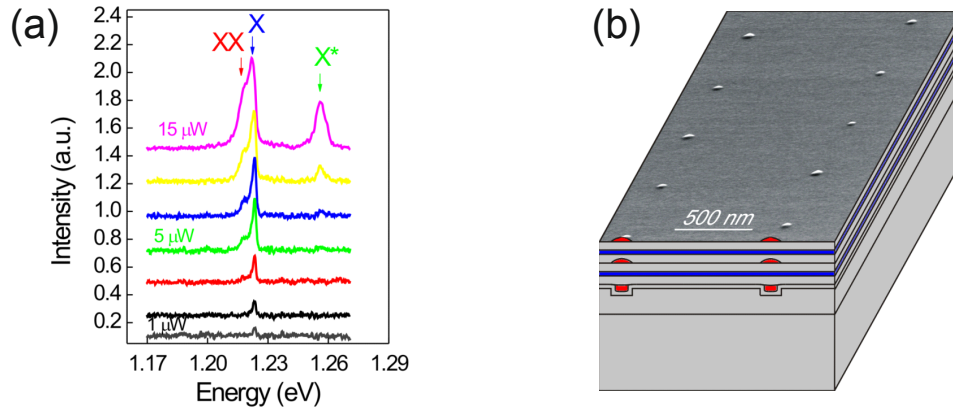 (a)
2.4
2.2
2.0
1.8
1.6
1.4
1.2
1.0
0.8
0.6
0.4
0.2
XX
X
X*
15 μW
5 μW
1 μW
Intensity (a.u.)
1.17 1.20 1.23 1.26 1.29
Energy (eV)
(b)
500 nm